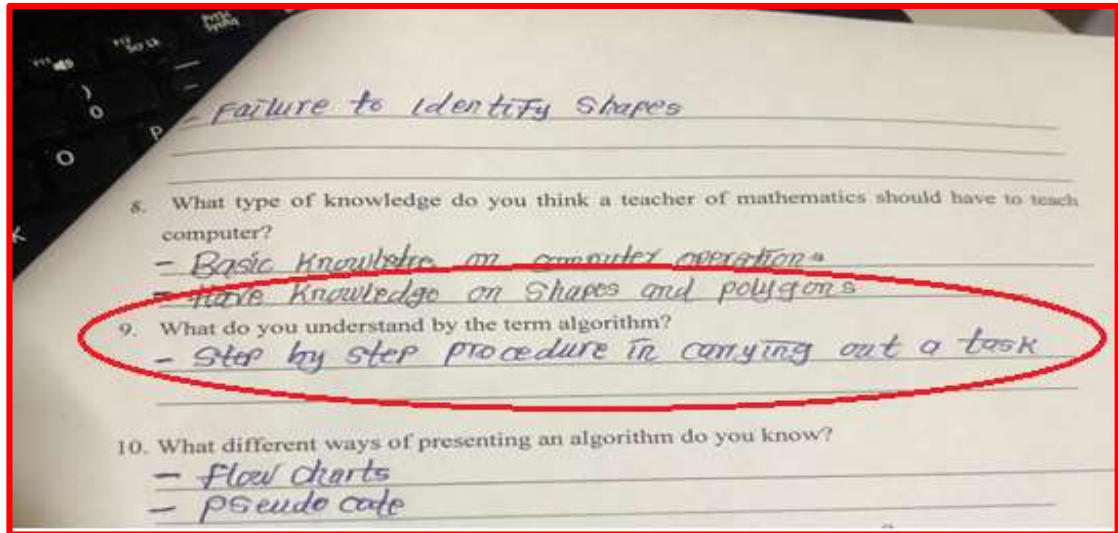 - Failure to Identify Shapes
8. What type of knowledge do you think a teacher of mathematics should have to teach
computer?
- Basic Knowledge on computer operations
- Have Knowledge on Shapes and polygons
9. What do you understand by the term algorithm?
- Step by step procedure in carrying out a task
10. What different ways of presenting an algorithm do you know?
- flow charts
- pseudo code